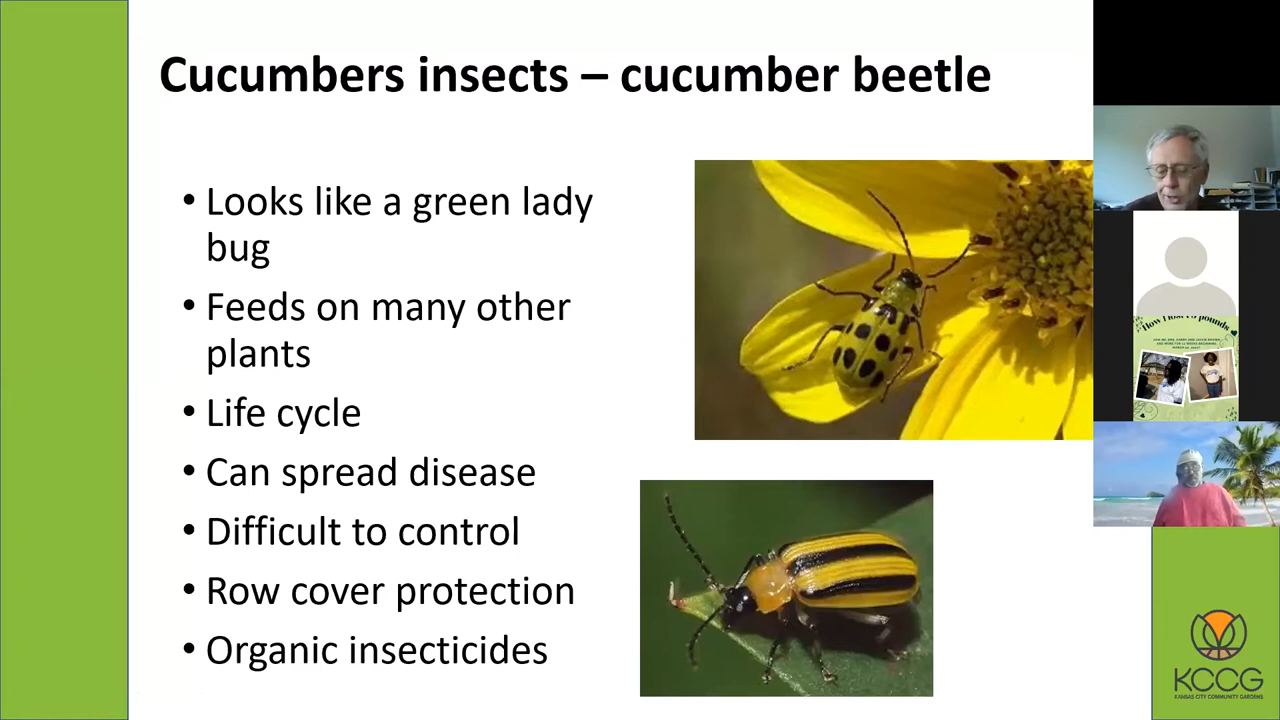 Cucumbers insects – cucumber beetle
• Looks like a green lady
bug
• Feeds on many other
plants
• Life cycle
• Can spread disease
• Difficult to control
• Row cover protection
• Organic insecticides
pounds
KCCG
KANSAS CITY COMMUNITY GARDENS